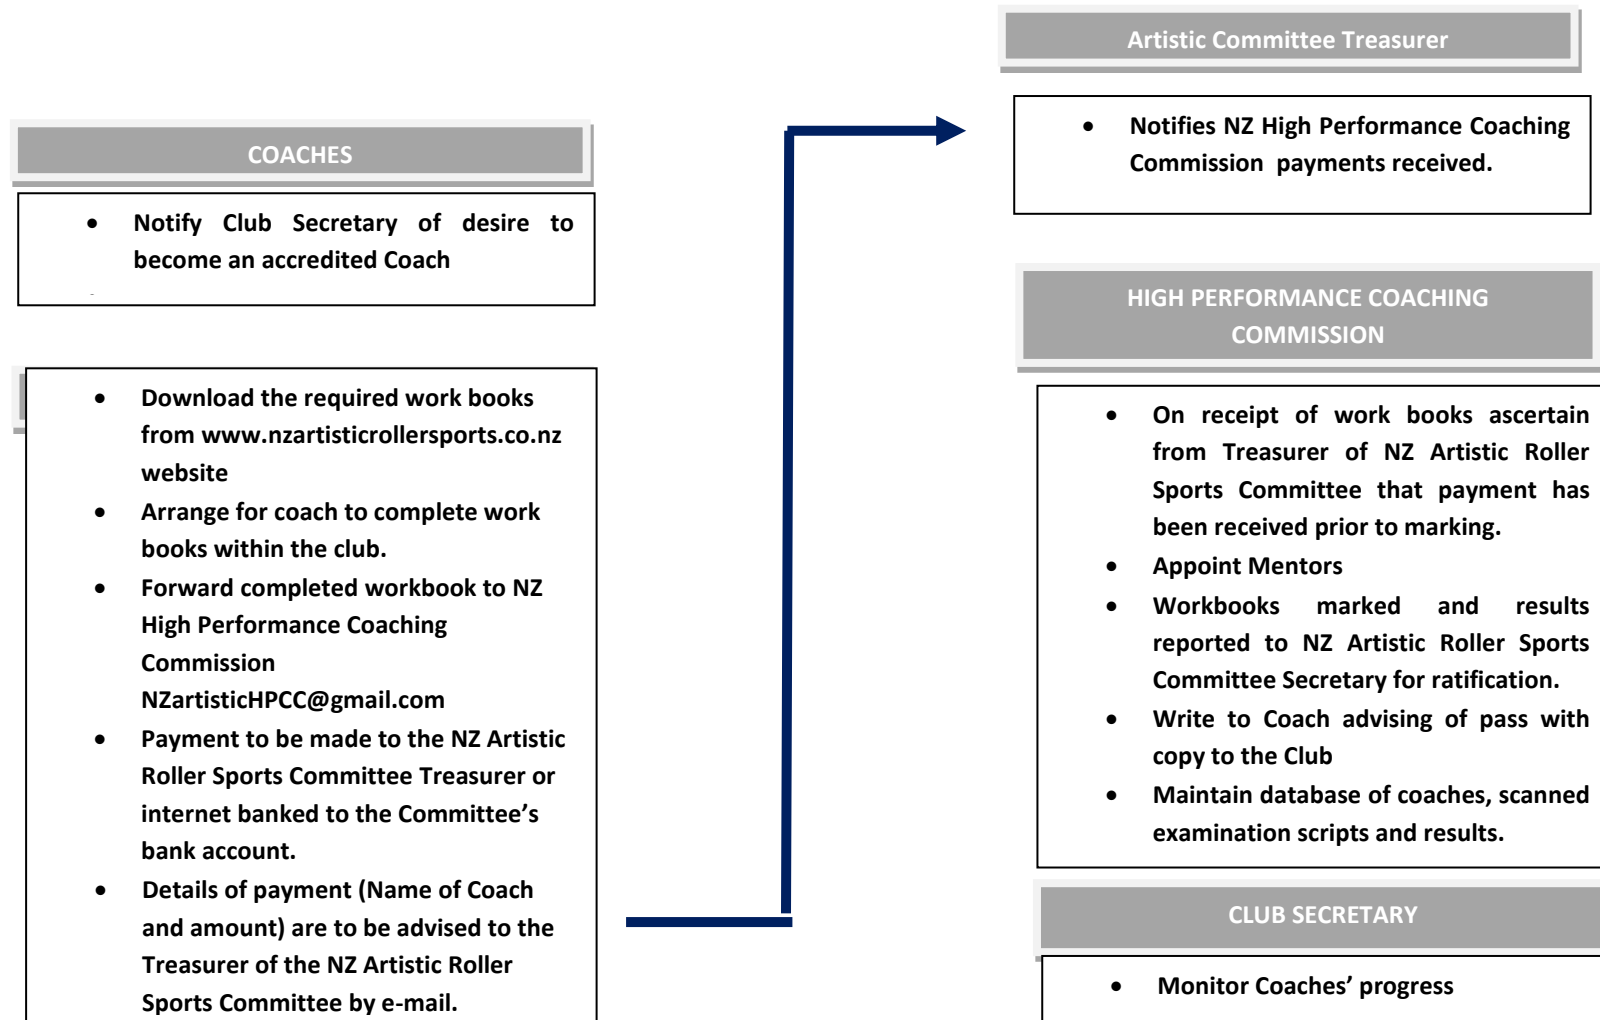 COACHES
• Notify Club Secretary of desire to
become an accredited Coach
• Download the required work books
from www.nzartisticrollersports.co.nz
website
• Arrange for coach to complete work
books within the club.
• Forward completed workbook to NZ
High Performance Coaching
Commission
NZartisticHPCC@gmail.com
• Payment to be made to the NZ Artistic
Roller Sports Committee Treasurer or
internet banked to the Committee’s
bank account.
• Details of payment (Name of Coach
and amount) are to be advised to the
Treasurer of the NZ Artistic Roller
Sports Committee by e-mail.
Artistic Committee Treasurer
• Notifies NZ High Performance Coaching
Commission payments received.
HIGH PERFORMANCE COACHING
COMMISSION
• On receipt of work books ascertain
from Treasurer of NZ Artistic Roller
Sports Committee that payment has
been received prior to marking.
• Appoint Mentors
• Workbooks marked and results
reported to NZ Artistic Roller Sports
Committee Secretary for ratification.
• Write to Coach advising of pass with
copy to the Club
• Maintain database of coaches, scanned
examination scripts and results.
CLUB SECRETARY
• Monitor Coaches’ progress